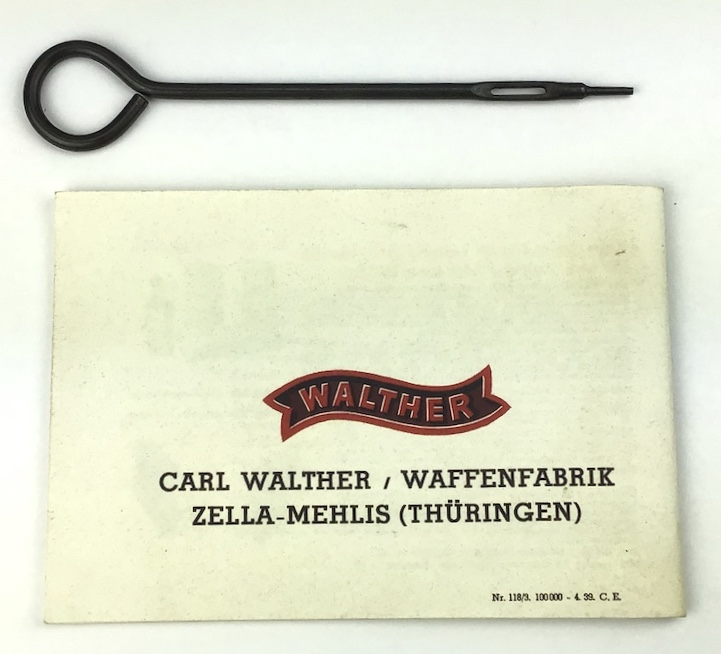 WALTHER
CARL WALTHER / WAFFENFABRIK
ZELLA-MEHLIS (THÜRINGEN)
Nr. 118/3. 100000 - 4. 39. C. E.